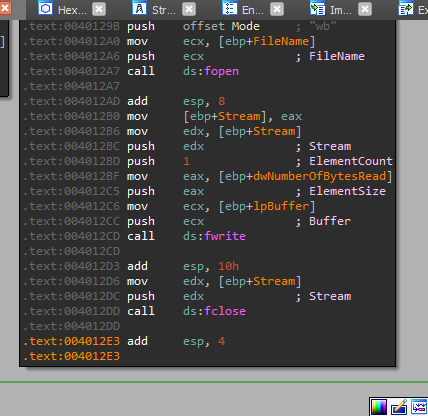 Hex... Str... En... Im... Ex
.text:0040129B push offset Mode ; "wb"
.text:004012A0 mov ecx, [ebp+FileName]
.text:004012A6 push ecx ; FileName
.text:004012A7 call ds:fopen
.text:004012A7
.text:004012AD add esp, 8
.text:004012B0 mov [ebp+Stream], eax
.text:004012B6 mov edx, [ebp+Stream]
.text:004012BC push edx ; Stream
.text:004012BD push 1 ; ElementCount
.text:004012BF mov eax, [ebp+dwNumberOfBytesRead]
.text:004012C5 push eax ; ElementSize
.text:004012C6 mov ecx, [ebp+lpBuffer]
.text:004012CC push ecx ; Buffer
.text:004012CD call ds:fwrite
.text:004012CD
.text:004012D3 add esp, 10h
.text:004012D6 mov edx, [ebp+Stream]
.text:004012DC push edx ; Stream
.text:004012DD call ds:fclose
.text:004012DD
.text:004012E3 add esp, 4
.text:004012E3